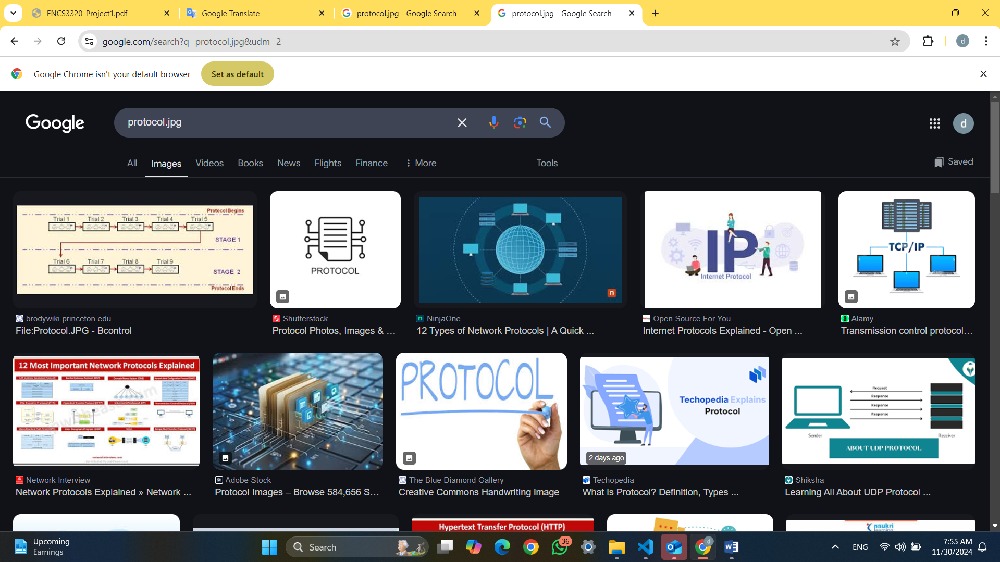 ENCS3320_Project1.pdf
Google Translate
protocol.jpg - Google Search
protocol.jpg - Google Search
google.com/search?q=protocol.jpg&udm=2
d
Google Chrome isn't your default browser
Set as default
Google
protocol.jpg
d
All
Images
Videos
Books
News
Flights
Finance
More
Tools
Saved
Protocol Begins
Trial 1
Trial 2
Trial 3
Trial 4
Trial 5
STAGE 1
Trial 6
Trial 7
Trial 8
Trial 9
STAGE 2
Protocol Ends
PROTOCOL
n
IP
Internet Protocol
TCP/IP
brodywiki.princeton.edu
File:Protocol.JPG - Bcontrol
Shutterstock
Protocol Photos, Images & ...
NinjaOne
12 Types of Network Protocols | A Quick ...
Open Source For You
Internet Protocols Explained - Open ...
Alamy
Transmission control protocol...
12 Most Important Network Protocols Explained
networkinterview.com
PROTOCOL
Techopedia Explains
Protocol
2 days ago
Request
Response
Response
Response
Sender
Receiver
ABOUT UDP PROTOCOL
Network Interview
Network Protocols Explained » Network ...
Adobe Stock
Protocol Images – Browse 584,656 S...
The Blue Diamond Gallery
Creative Commons Handwriting image
Techopedia
What is Protocol? Definition, Types ...
Shiksha
Learning All About UDP Protocol ...
Hypertext Transfer Protocol (HTTP)
naukri
learning
Upcoming
Earnings
Search
36
d
ENG
7:55 AM
11/30/2024